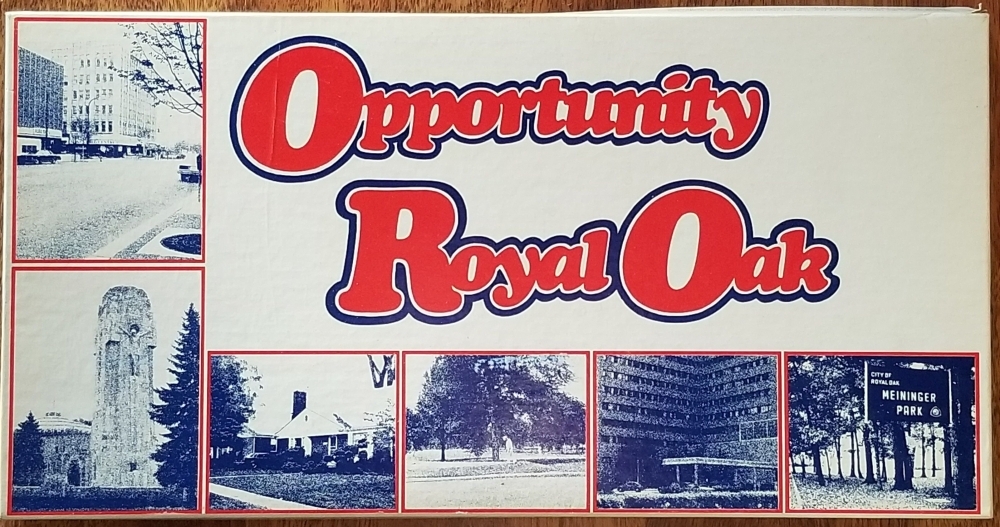 Opportunity
Royal Oak
CITY OF
ROYAL OAK
MEININGER
PARK